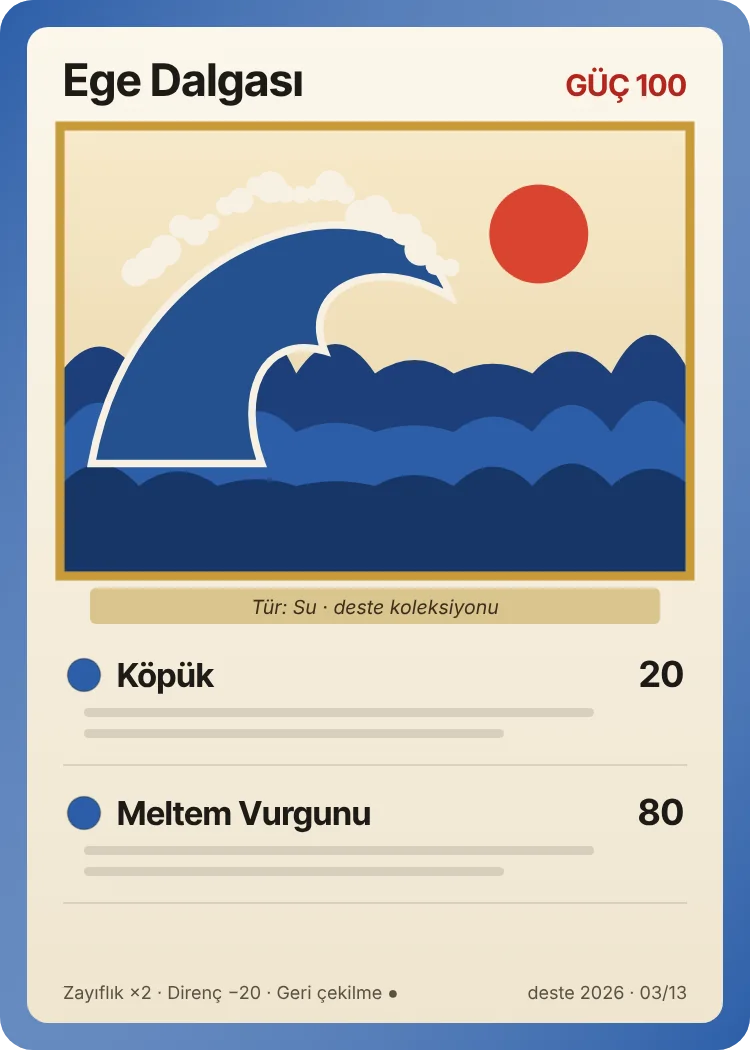 Ege Dalgası
GÜÇ 100
Tür: Su · deste koleksiyonu
Köpük 20
Meltem Vurgunu 80
Zayıflık ×2 · Direnç −20 · Geri çekilme ●
deste 2026 · 03/13